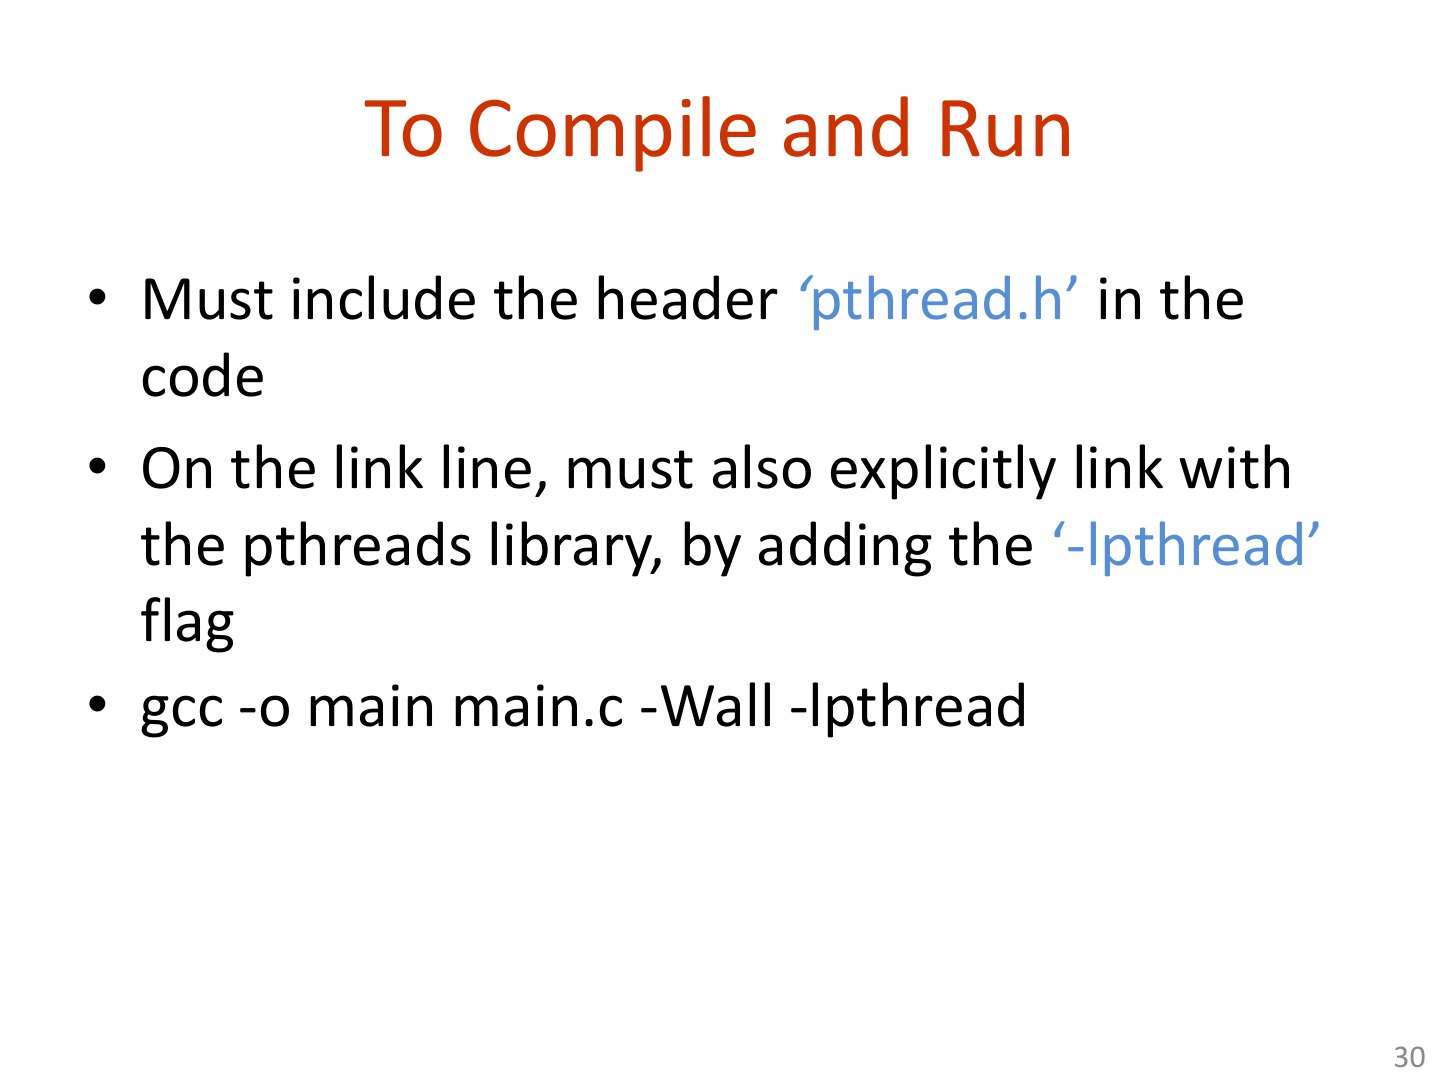 To Compile and Run
• Must include the header ‘pthread.h’ in the
code
• On the link line, must also explicitly link with
the pthreads library, by adding the ‘-lpthread’
flag
• gcc -o main main.c -Wall -lpthread
30